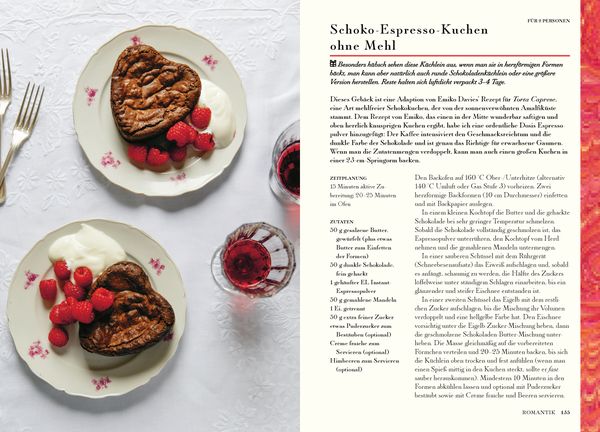 FÜR 2 PERSONEN
Schoko-Espresso-Kuchen
ohne Mehl
Besonders hübsch sehen diese Küchlein aus, wenn man sie in herzförmigen Formen
bäckt, man kann aber natürlich auch runde Schokoladenküchlein oder eine größere
Version herstellen. Reste halten sich luftdicht verpackt 3–4 Tage.
Dieses Gebäck ist eine Adaption von Emiko Davies' Rezept für Torta Caprese,
eine Art mehlfreier Schokokuchen, der von der sonnenverwöhnten Amalfiküste
stammt. Dem Rezept von Emiko, das einen in der Mitte wunderbar saftigen und
oben herrlich knusprigen Kuchen ergibt, habe ich eine ordentliche Dosis Espresso
pulver hinzugefügt: Der Kaffee intensiviert den Geschmacksreichtum und die
dunkle Farbe der Schokolade und ist genau das Richtige für erwachsene Gaumen.
Wenn man die Zutatenmengen verdoppelt, kann man auch einen großen Kuchen in
einer 23-cm-Springform backen.
ZEITPLANUNG
15 Minuten aktive Zu-
bereitung; 20–25 Minuten
im Ofen
ZUTATEN
50 g gesalzene Butter,
gewürfelt (plus etwas
Butter zum Einfetten
der Formen)
50 g dunkle Schokolade,
fein gehackt
1 gehäufter EL Instant
Espressopulver
50 g gemahlene Mandeln
1 Ei, getrennt
50 g extra feiner Zucker
etwas Puderzucker zum
Bestäuben (optional)
Crème fraîche zum
Servieren (optional)
Himbeeren zum Servieren
(optional)
Den Backofen auf 160 °C Ober-/Unterhitze (alternativ
140 °C Umluft oder Gas Stufe 3) vorheizen. Zwei
herzförmige Backformen (10 cm Durchmesser) einfetten
und mit Backpapier auslegen.
In einem kleinen Kochtopf die Butter und die gehackte
Schokolade bei sehr geringer Temperatur schmelzen.
Sobald die Schokolade vollständig geschmolzen ist, das
Espressopulver unterrühren, den Kochtopf vom Herd
nehmen und die gemahlenen Mandeln untermengen.
In einer sauberen Schüssel mit dem Rührgerät
(Schneebesenaufsatz) das Eiweiß aufschlagen und, sobald
es anfängt, schaumig zu werden, die Hälfte des Zuckers
löffelweise unter ständigem Schlagen einarbeiten, bis ein
glänzender und steifer Eischnee entstanden ist.
In einer zweiten Schüssel das Eigelb mit dem restli
chen Zucker aufschlagen, bis die Mischung ihr Volumen
verdoppelt und eine hellgelbe Farbe hat. Den Eischnee
vorsichtig unter die Eigelb Zucker-Mischung heben, dann
die geschmolzene Schokoladen Butter-Mischung unter
heben. Die Masse gleichmäßig auf die vorbereiteten
Förmchen verteilen und 20–25 Minuten backen, bis sich
die Kuchen oben trocken und fest anfühlen (wenn man
einen Spieß mittig in den Kuchen steckt, sollte er fast
sauber herauskommen). Mindestens 10 Minuten in den
Formen abkühlen lassen und optional mit Puderzucker
bestäubt sowie mit Crème fraîche und Beeren servieren.
ROMANTIK 155